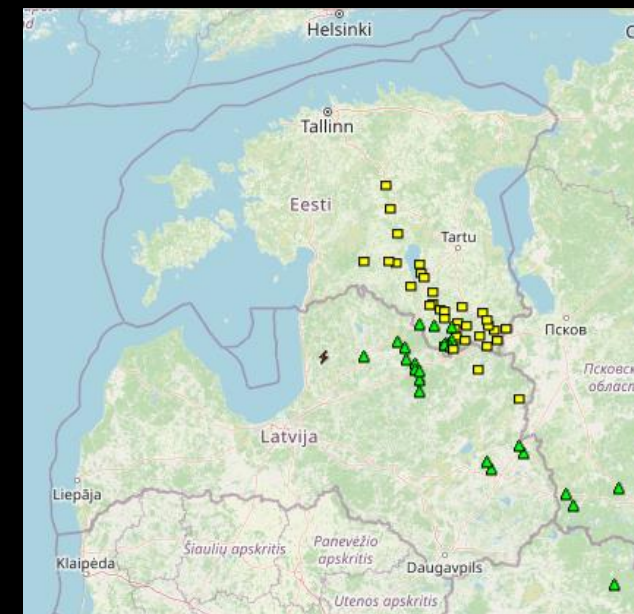 Helsinki
Tallinn
Eesti
Tartu
Псков
Псковск
област
Latvija
Liepāja
Šiaulių apskritis
Panevėžio
apskritis
Klaipėda
Daugavpils
Utenos apskritis